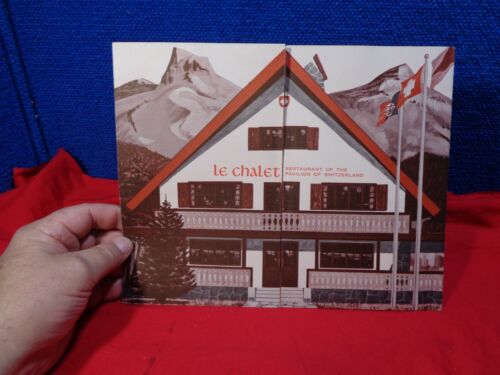 le chalet
RESTAURANT OF THE
PAVILION OF SWITZERLAND